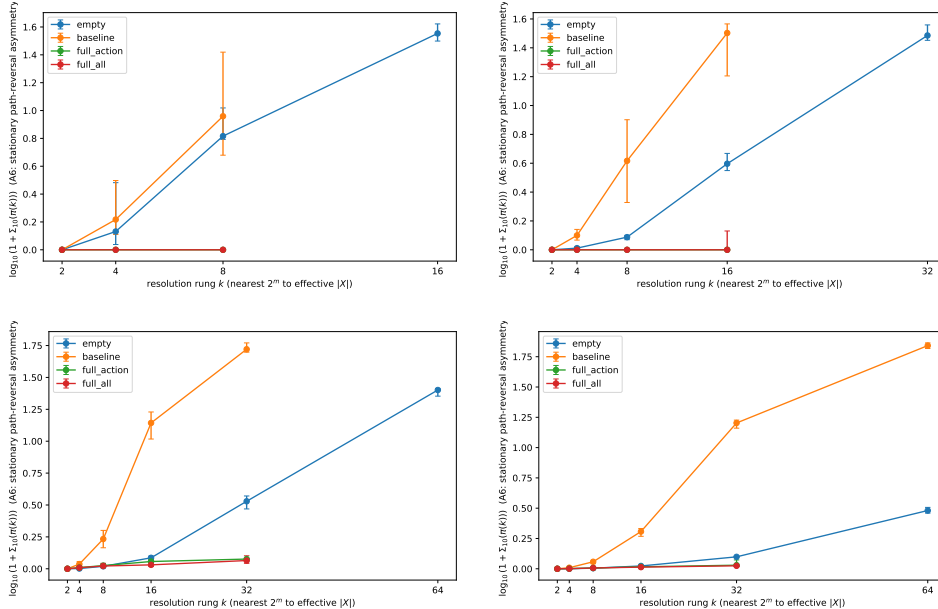 log10(1 + Σ10(π(k))) (A6: stationary path-reversal asymmetry
1.6
1.4
1.2
1.0
0.8
0.6
0.4
0.2
0.0
empty
baseline
full_action
full_all
2 4 8 16
resolution rung k (nearest 2^m to effective |X|)
log10(1 + Σ10(π(k))) (A6: stationary path-reversal asymmetry
1.6
1.4
1.2
1.0
0.8
0.6
0.4
0.2
0.0
empty
baseline
full_action
full_all
2 4 8 16 32
resolution rung k (nearest 2^m to effective |X|)
log10(1 + Σ10(π(k))) (A6: stationary path-reversal asymmetry
1.75
1.50
1.25
1.00
0.75
0.50
0.25
0.00
empty
baseline
full_action
full_all
2 4 8 16 32 64
resolution rung k (nearest 2^m to effective |X|)
log10(1 + Σ10(π(k))) (A6: stationary path-reversal asymmetry
1.75
1.50
1.25
1.00
0.75
0.50
0.25
0.00
empty
baseline
full_action
full_all
2 4 8 16 32 64
resolution rung k (nearest 2^m to effective |X|)